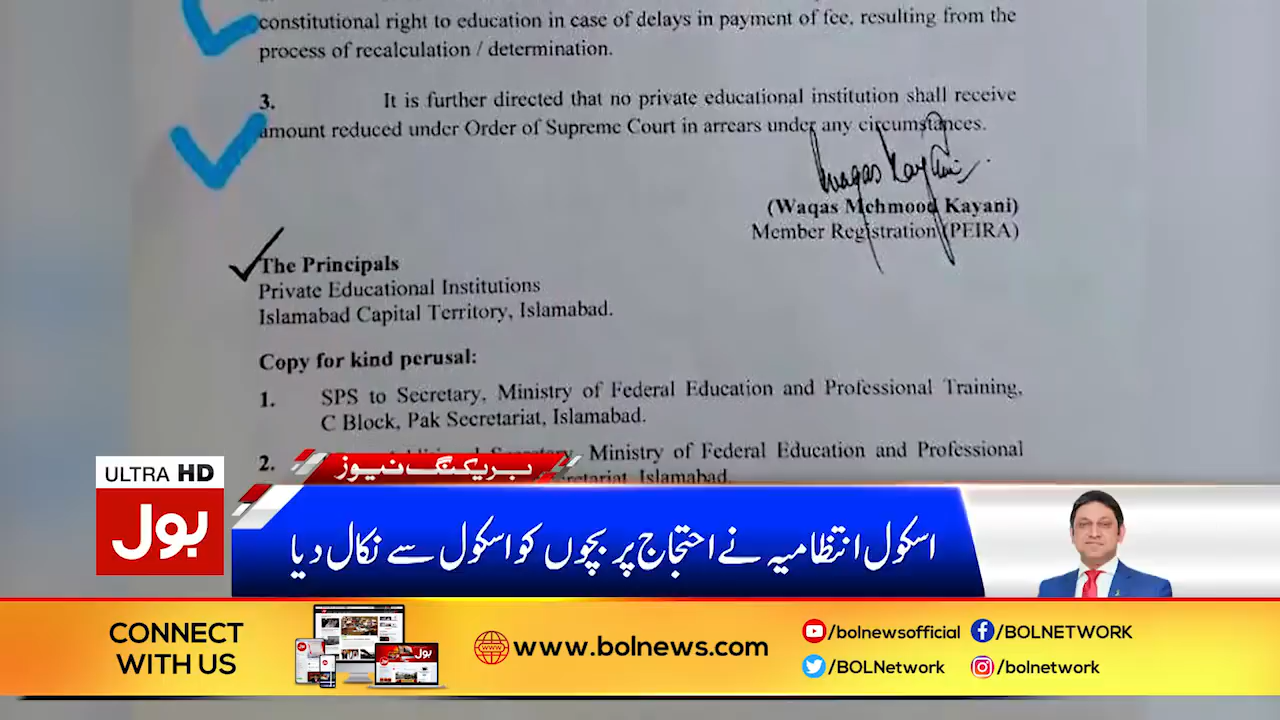 constitutional right to education in case of delays in payment of fee, resulting from the
process of recalculation / determination.
3. It is further directed that no private educational institution shall receive
amount reduced under Order of Supreme Court in arrears under any circumstances.
Waqas Kayani
(Waqas Mehmood Kayani)
Member Registration (PEIRA)
The Principals
Private Educational Institutions
Islamabad Capital Territory, Islamabad.
Copy for kind perusal:
1. SPS to Secretary, Ministry of Federal Education and Professional Training,
C Block, Pak Secretariat, Islamabad.
2. Secretary, Ministry of Federal Education and Professional
Secretariat, Islamabad.
بریکنگ نیوز
ULTRA HD
بول
اسکول انتظامیہ نے احتجاج پر بچوں کو اسکول سے نکال دیا
CONNECT
WITH US
www.bolnews.com
/bolnewsofficial
/BOLNETWORK
/BOLNetwork
/bolnetwork